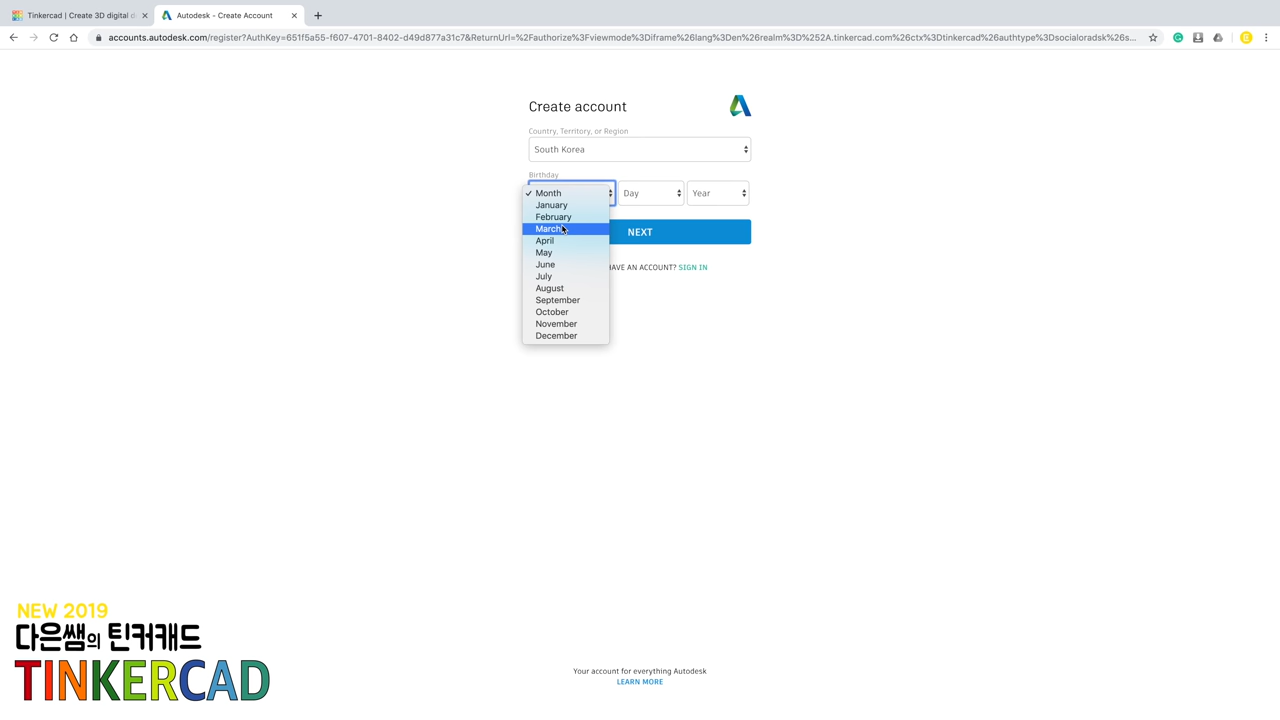 Tinkercad | Create 3D digital d
Autodesk - Create Account
accounts.autodesk.com/register?AuthKey=651f5a55-f607-4701-8402-d49d877a31c7&ReturnUrl=%2Fauthorize%3Fviewmode%3Diframe%26lang%3Den%26realm%3D%252A.tinkercad.com%26ctx%3Dtinkercad%26authtype%3Dsocialoradsk%26s...
E
Create account
Country, Territory, or Region
South Korea
Birthday
✓ Month
Day
Year
January
February
March
April
May
June
July
August
September
October
November
December
NEXT
HAVE AN ACCOUNT? SIGN IN
NEW 2019
다은쌤의 틴커캐드
TINKERCAD
Your account for everything Autodesk
LEARN MORE